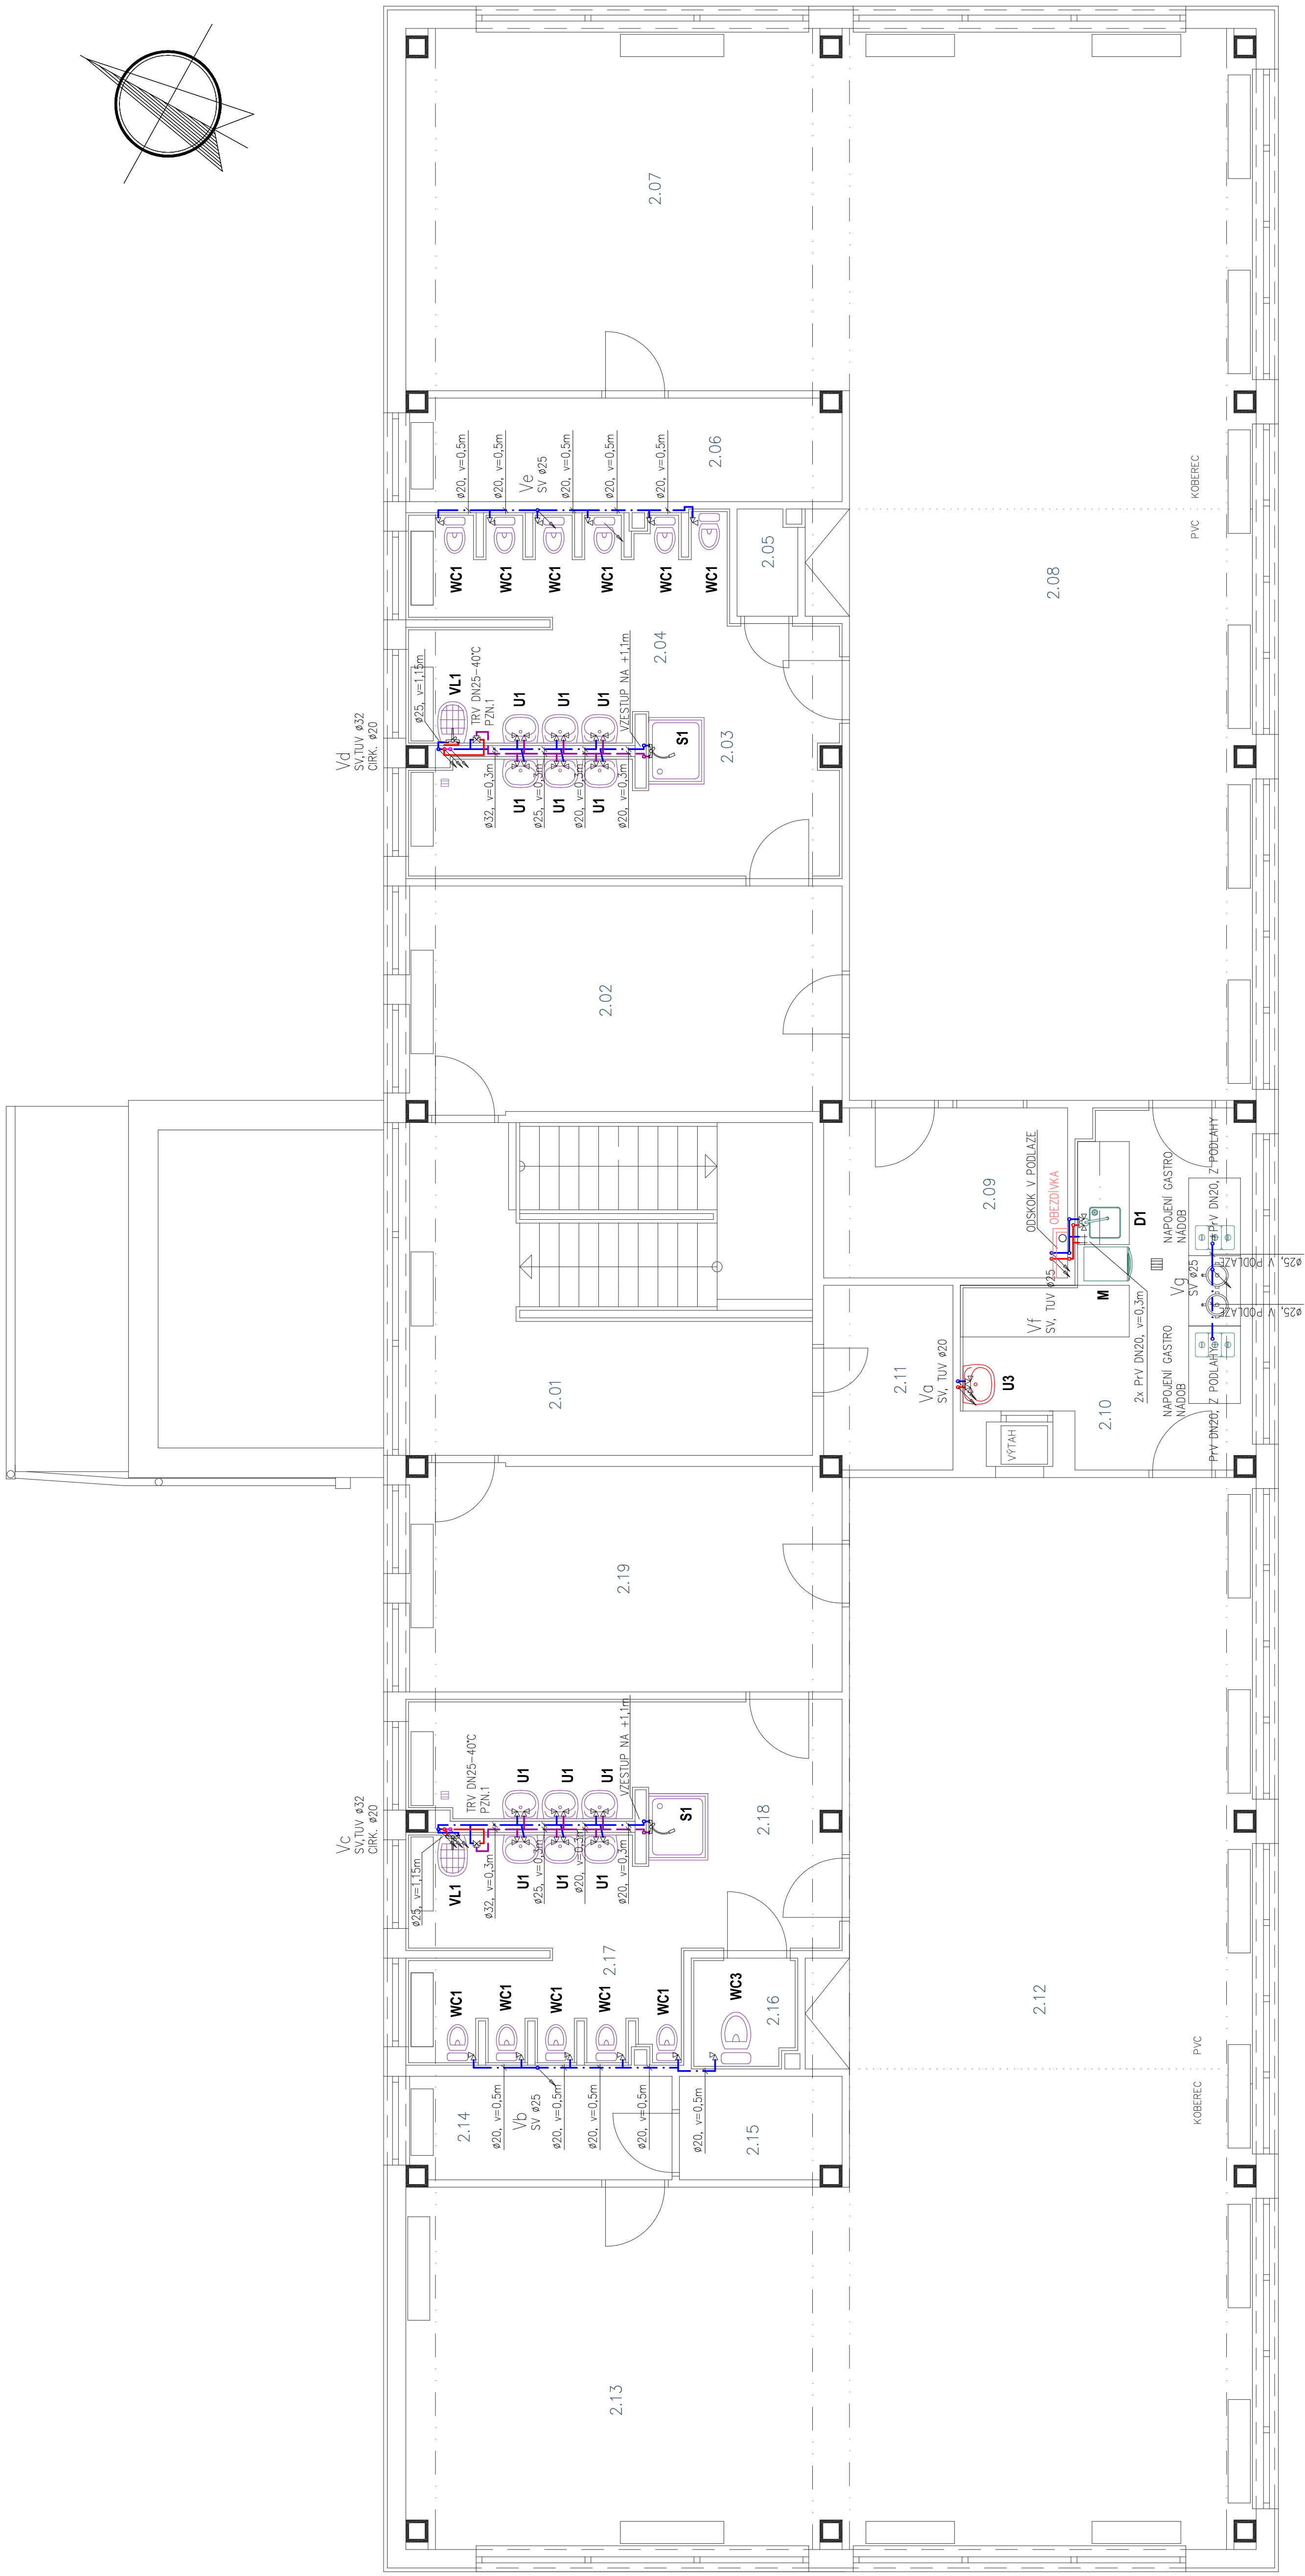 2.07
ø20, v=0,5m
ø20, v=0,5m
Ve
SV ø25
ø20, v=0,5m
ø20, v=0,5m
ø20, v=0,5m
2.06
PVC
KOBEREC
WC1
WC1
WC1
WC1
WC1
WC1
2.05
2.08
2.04
Vd
SV,TUV ø32
CIRK. ø20
ø25, v=1,15m
VL1
TRV DN25-40°C
PZN.1
U1
U1
U1
VZESTUP NA +1,1m
S1
2.03
U1
U1
U1
ø32, v=0,3m
ø25, v=0,3m
ø20, v=0,3m
ø20, v=0,3m
2.02
2.09
ODSKOK V PODLAZE
OBEZDÍVKA
D1
NAPOJENÍ GASTRO
NÁDOB
PrV DN20, Z PODLAHY
ø25, V PODLAZE
Vg
SV ø25
M
Vf
SV, TUV ø25
2x PrV DN20, v=0,3m
ø25, V PODLAZE
NAPOJENÍ GASTRO
NÁDOB
PrV DN20, Z PODLAHY
2.11
Va
SV, TUV ø20
U3
2.10
VÝTAH
2.01
2.19
Vc
SV,TUV ø32
CIRK. ø20
TRV DN25-40°C
PZN.1
U1
U1
U1
VZESTUP NA +1,1m
S1
2.18
ø25, v=1,15m
VL1
U1
U1
U1
ø32, v=0,3m
ø25, v=0,3m
ø20, v=0,3m
ø20, v=0,3m
2.17
WC1
WC1
WC1
WC1
WC1
WC3
2.16
2.12
PVC
KOBEREC
2.14
ø20, v=0,5m
Vb
SV ø25
ø20, v=0,5m
ø20, v=0,5m
ø20, v=0,5m
ø20, v=0,5m
2.15
2.13